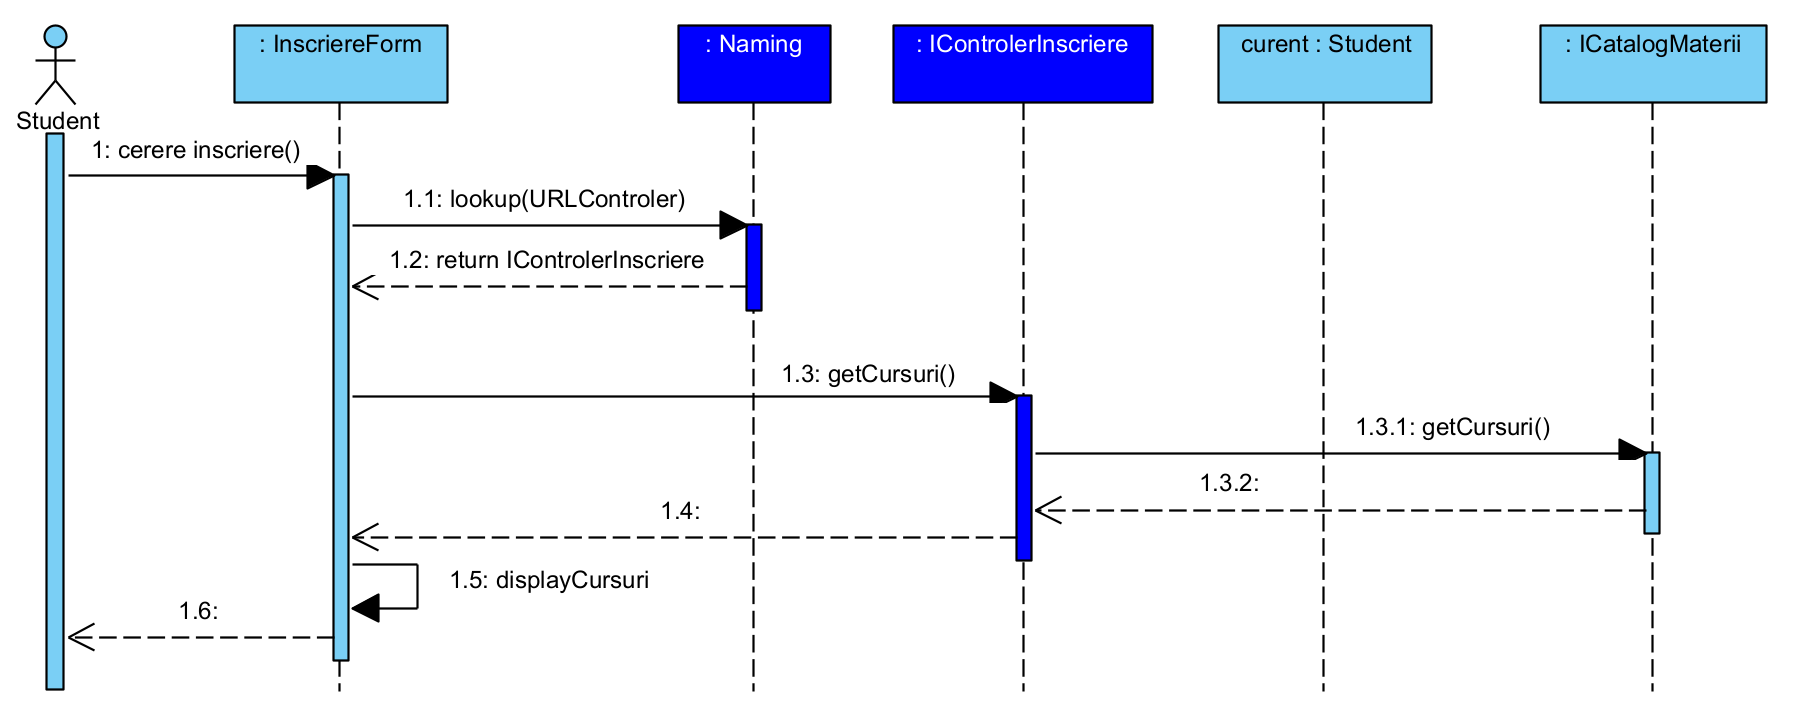 : InscriereForm
: Naming
: IControlerInscriere
curent : Student
: ICatalogMaterii
Student
1: cerere inscriere()
1.1: lookup(URLControler)
1.2: return IControlerInscriere
1.3: getCursuri()
1.3.1: getCursuri()
1.3.2:
1.4:
1.5: displayCursuri
1.6: